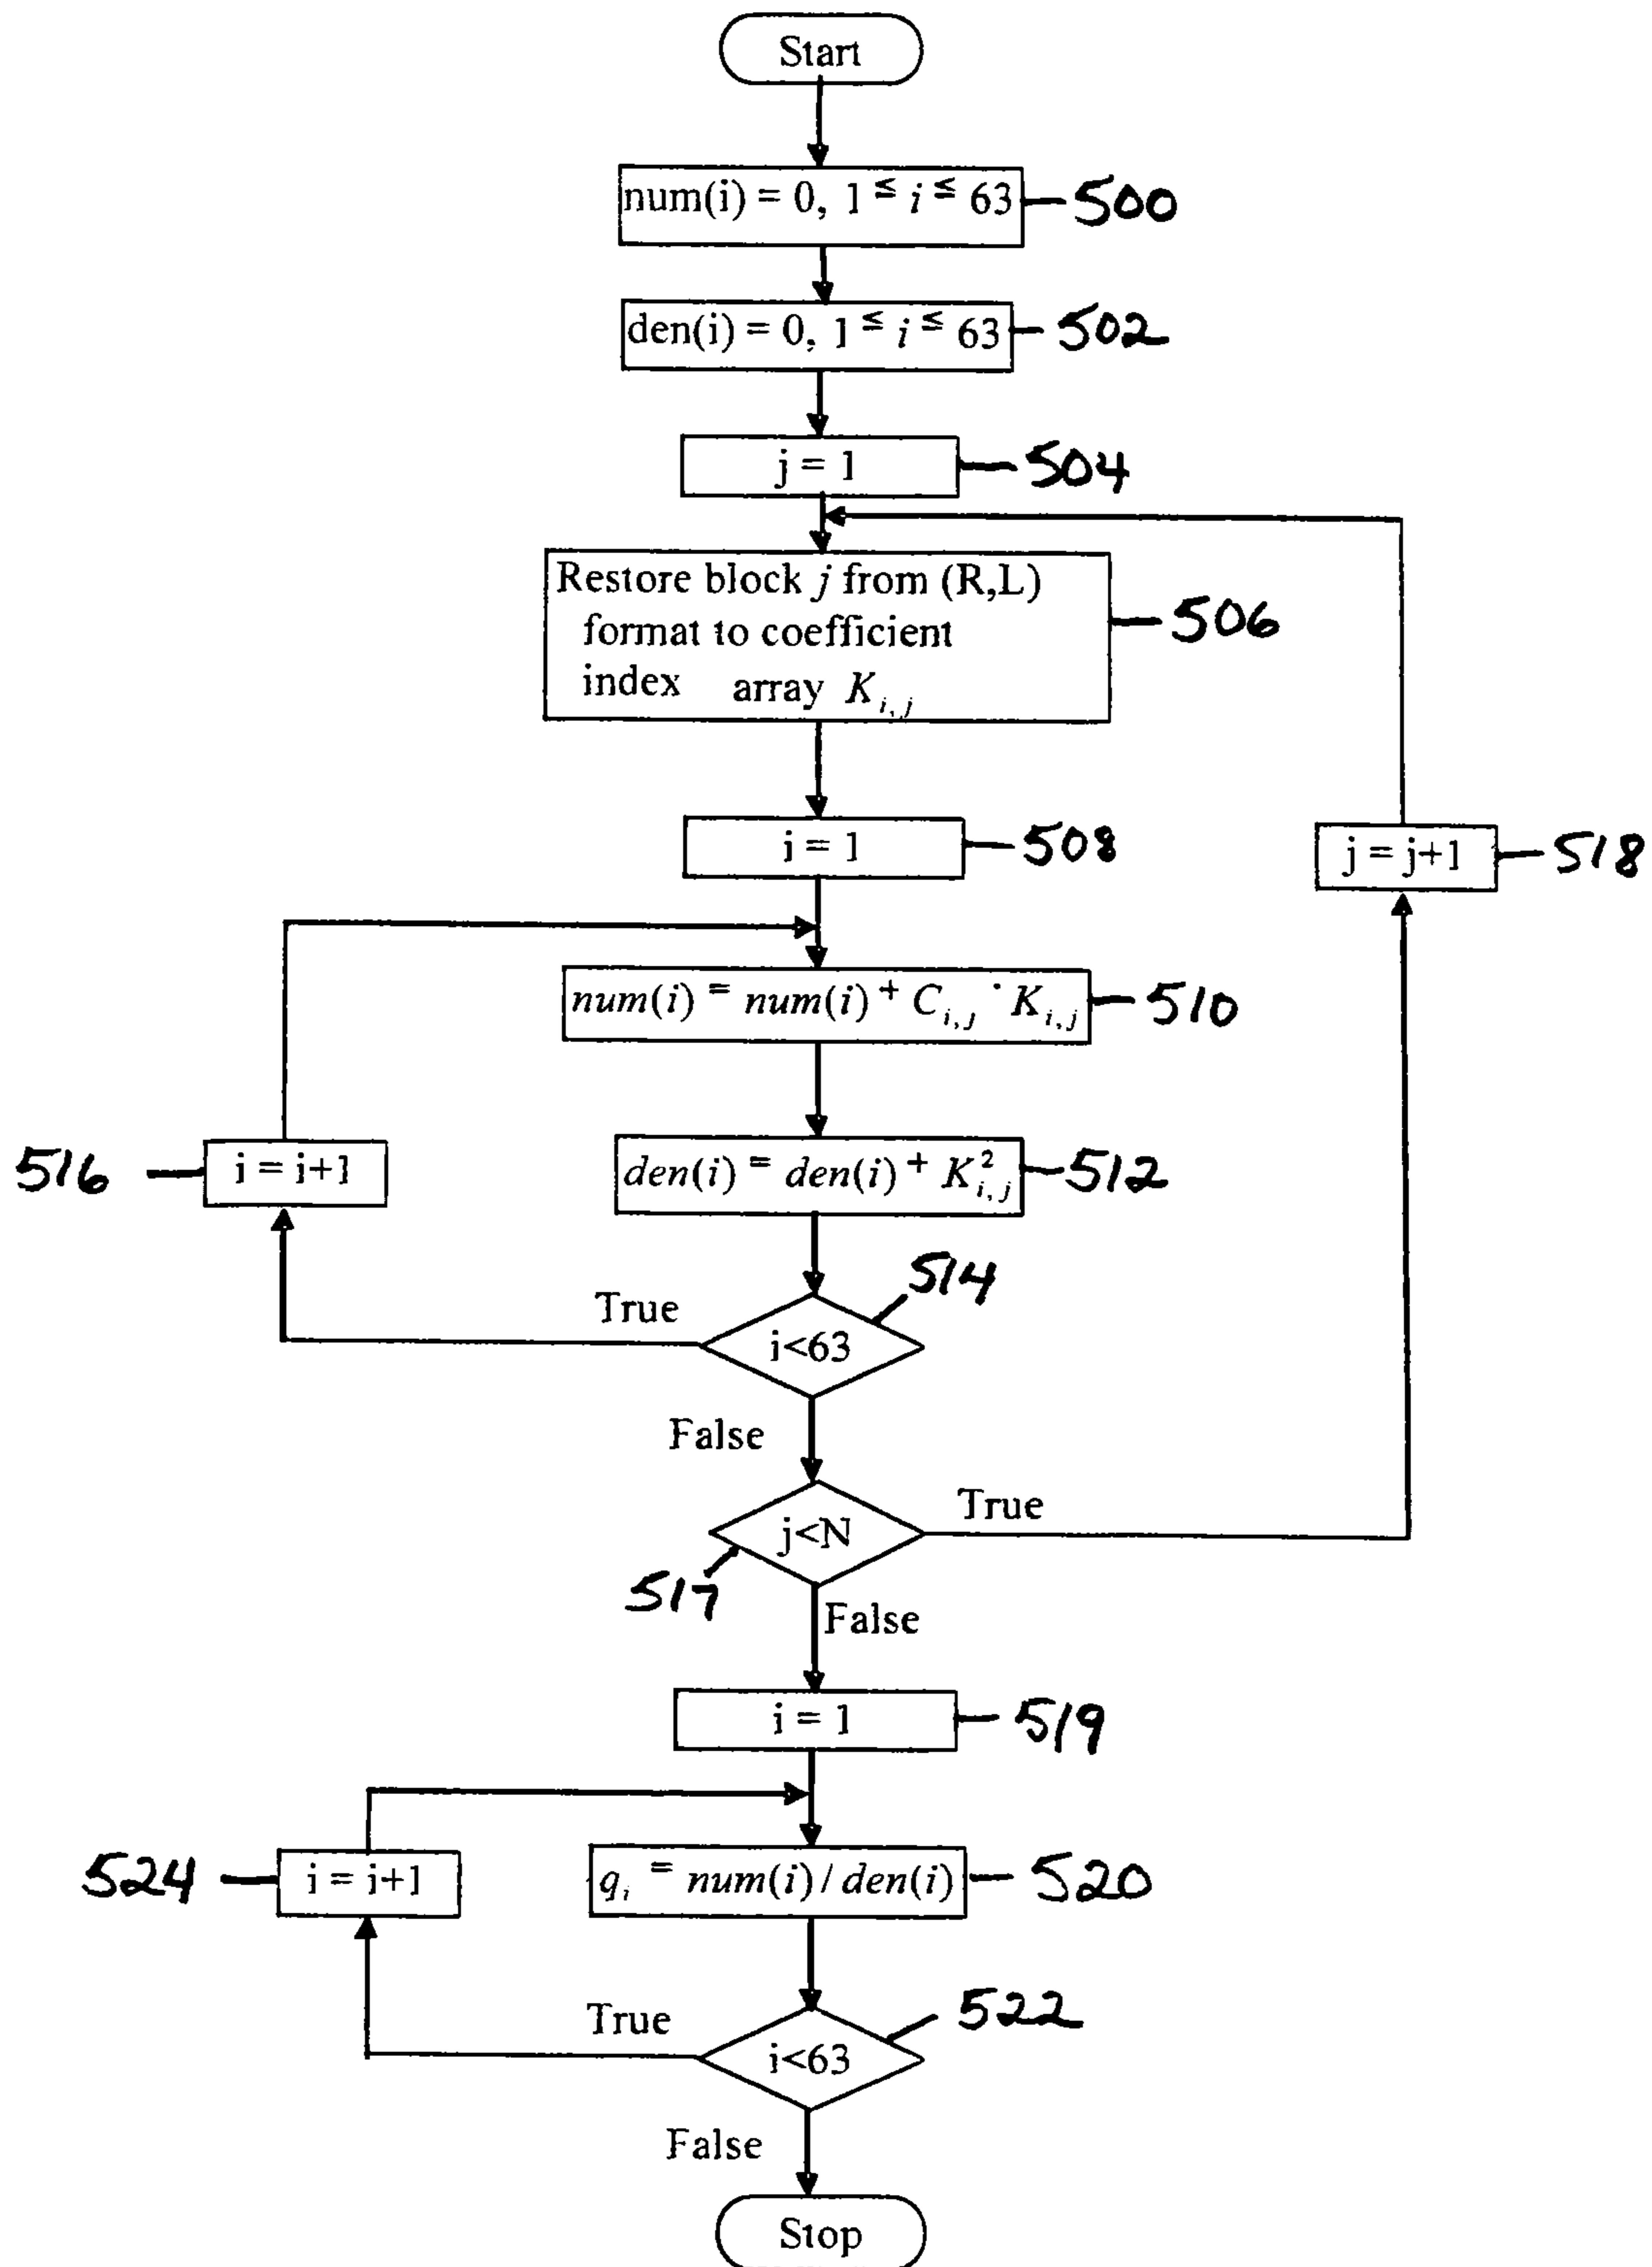 Start
num(i) = 0, 1 ≤ i ≤ 63
500
den(i) = 0, 1 ≤ i ≤ 63
502
j = 1
504
Restore block j from (R,L)
format to coefficient
index array K_{i,j}
506
i = 1
508
j = j+1
518
num(i) = num(i) + C_{i,j} · K_{i,j}
510
516
i = i+1
den(i) = den(i) + K_{i,j}^2
512
514
True
i<63
False
j<N
True
517
False
i = 1
519
524
i = i+1
q_i = num(i) / den(i)
520
522
True
i<63
False
Stop